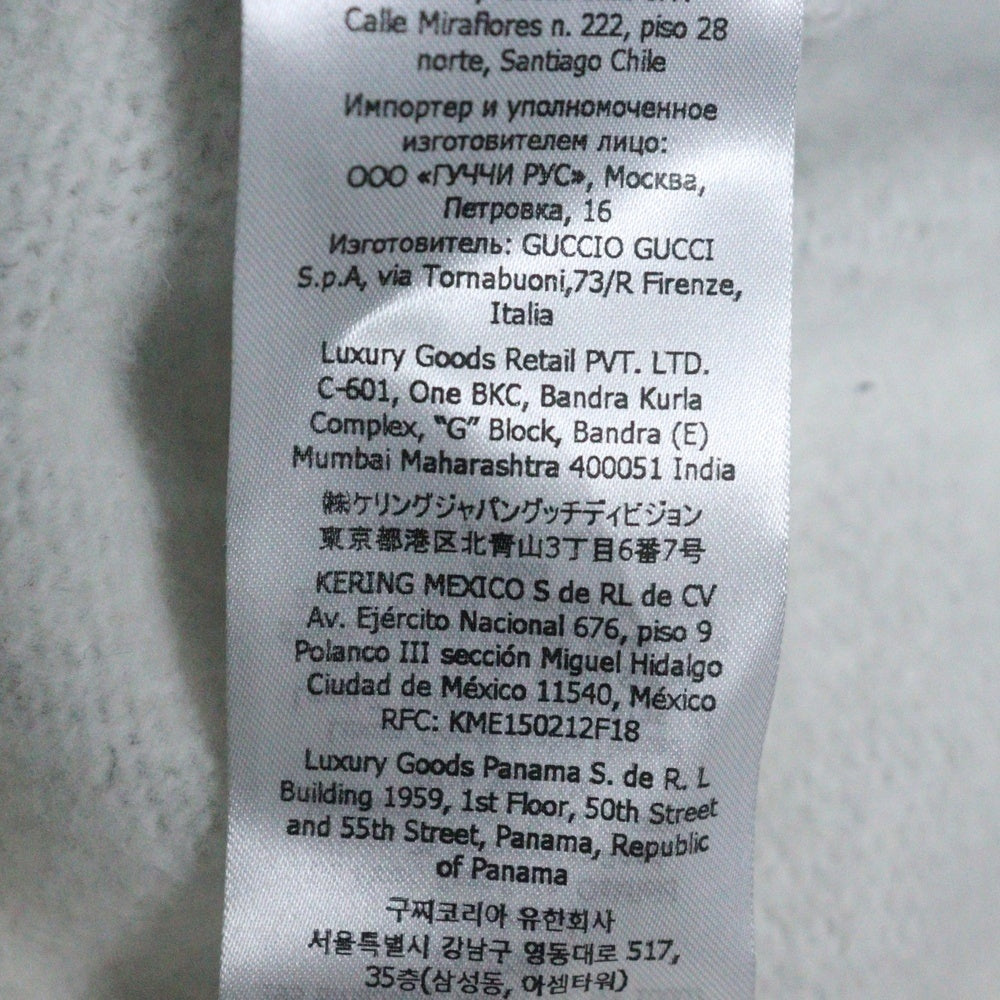 Calle Miraflores n. 222, piso 28
norte, Santiago Chile
Импортер и уполномоченное
изготовителем лицо:
ООО «ГУЧЧИ РУС», Москва,
Петровка, 16
Изготовитель: GUCCIO GUCCI
S.p.A, via Tornabuoni,73/R Firenze,
Italia
Luxury Goods Retail PVT. LTD.
C-601, One BKC, Bandra Kurla
Complex, "G" Block, Bandra (E)
Mumbai Maharashtra 400051 India
㈱ケリングジャパングッチディビジョン
東京都港区北青山3丁目6番7号
KERING MEXICO S de RL de CV
Av. Ejército Nacional 676, piso 9
Polanco III sección Miguel Hidalgo
Ciudad de México 11540, México
RFC: KME150212F18
Luxury Goods Panama S. de R. L
Building 1959, 1st Floor, 50th Street
and 55th Street, Panama, Republic
of Panama
구찌코리아 유한회사
서울특별시 강남구 영동대로 517,
35층(삼성동, 아셈타워)